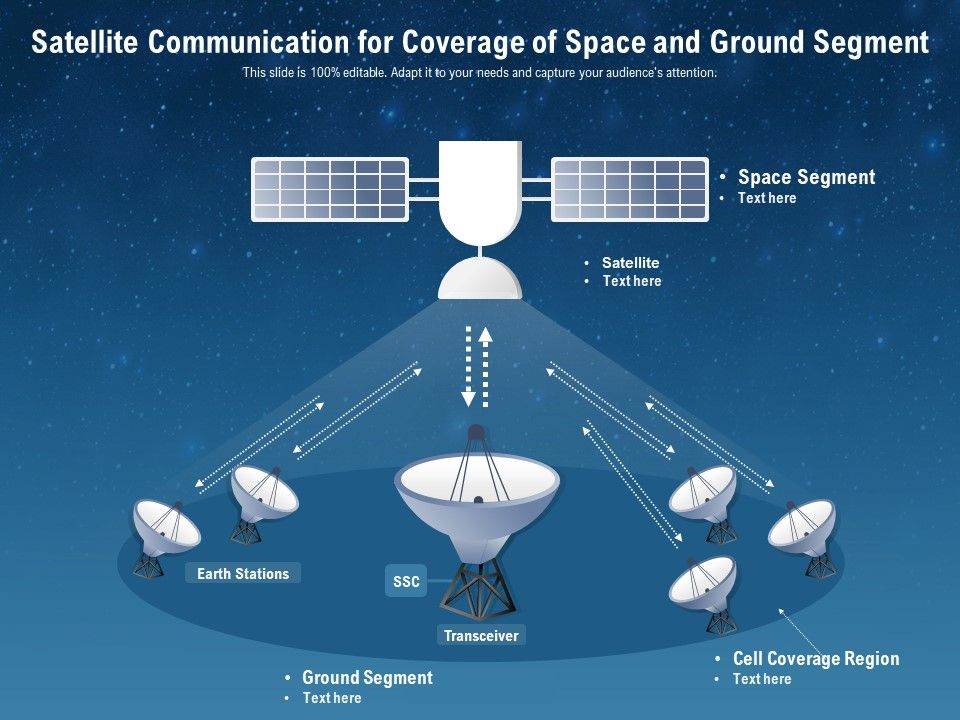 Satellite Communication for Coverage of Space and Ground Segment
This slide is 100% editable. Adapt it to your needs and capture your audience's attention.
• Space Segment
• Text here
• Satellite
• Text here
Earth Stations
SSC
Transceiver
• Cell Coverage Region
• Text here
• Ground Segment
• Text here